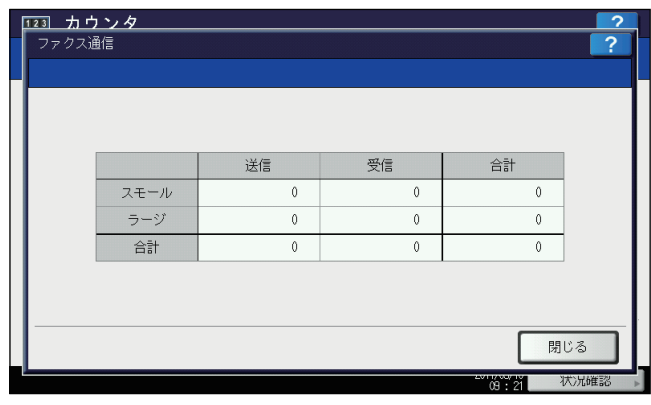 123 カウンタ ?
ファクス通信 ?
送信 受信 合計
スモール 0 0 0
ラージ 0 0 0
合計 0 0 0
閉じる
09:21 状況確認